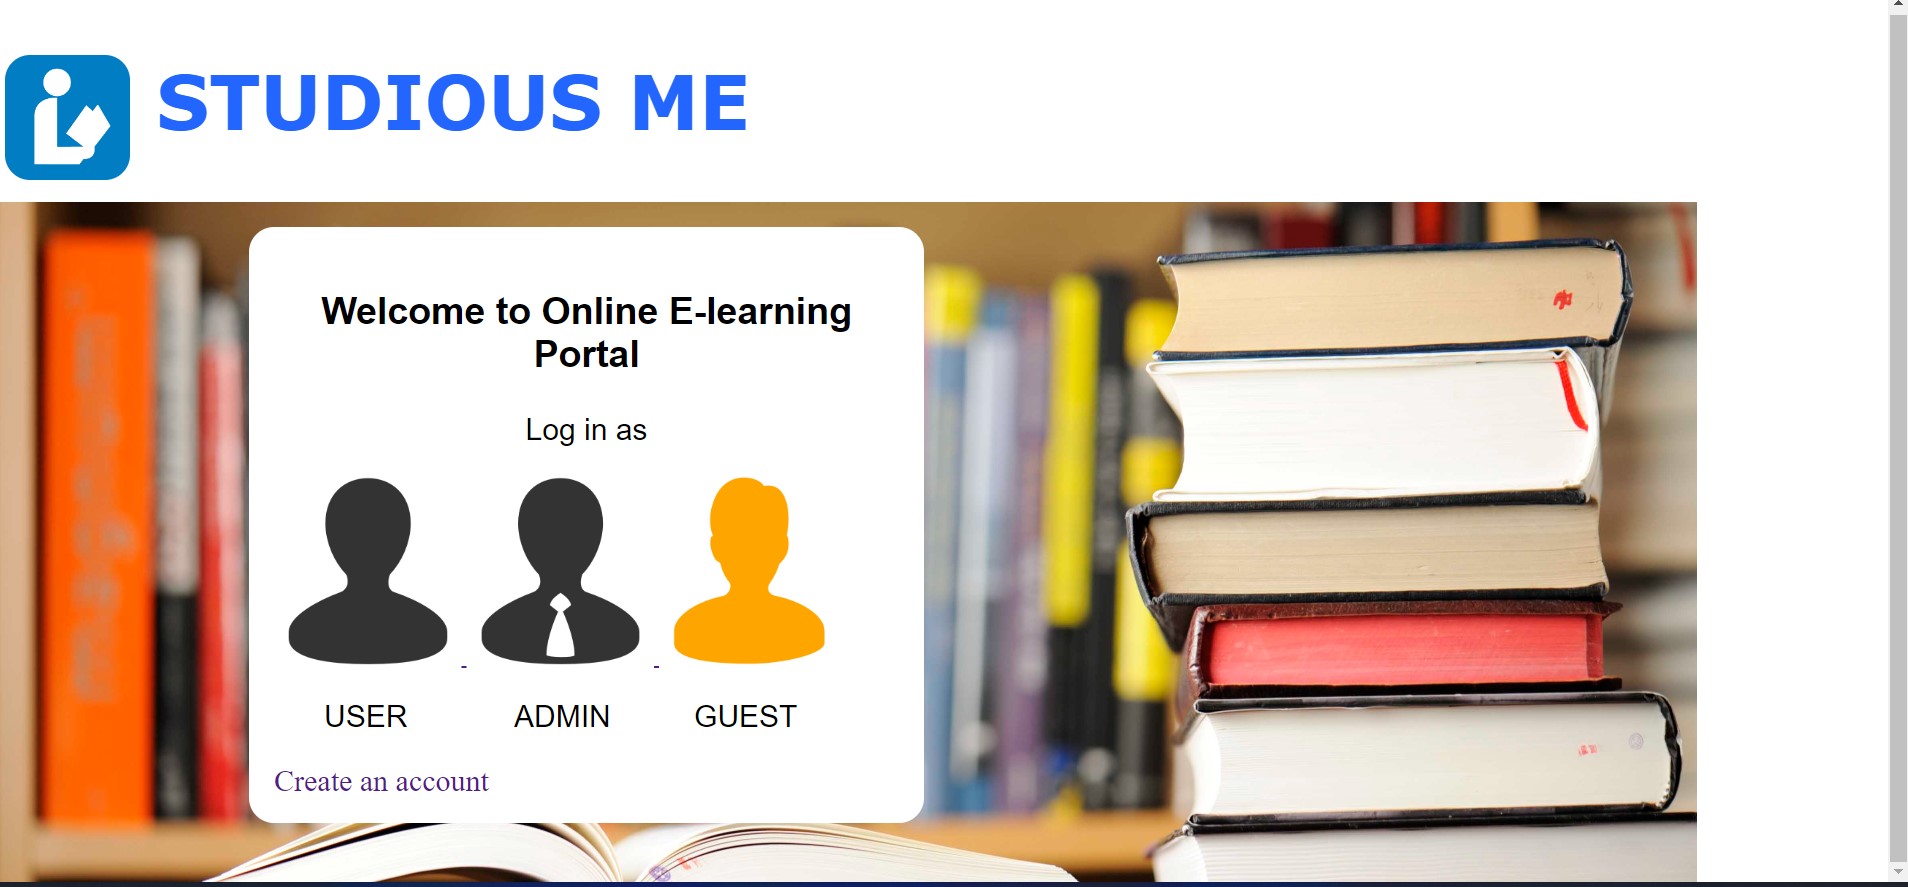 STUDIOUS ME
Welcome to Online E-learning
Portal
Log in as
USER
ADMIN
GUEST
Create an account